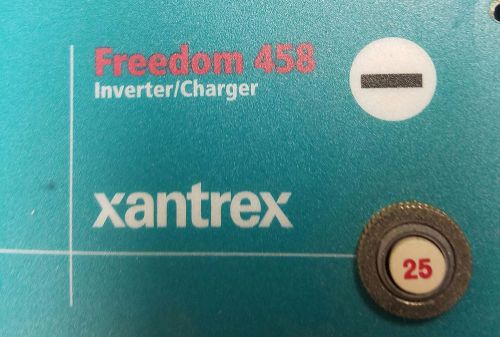 Freedom 458
Inverter/Charger
xantrex
25